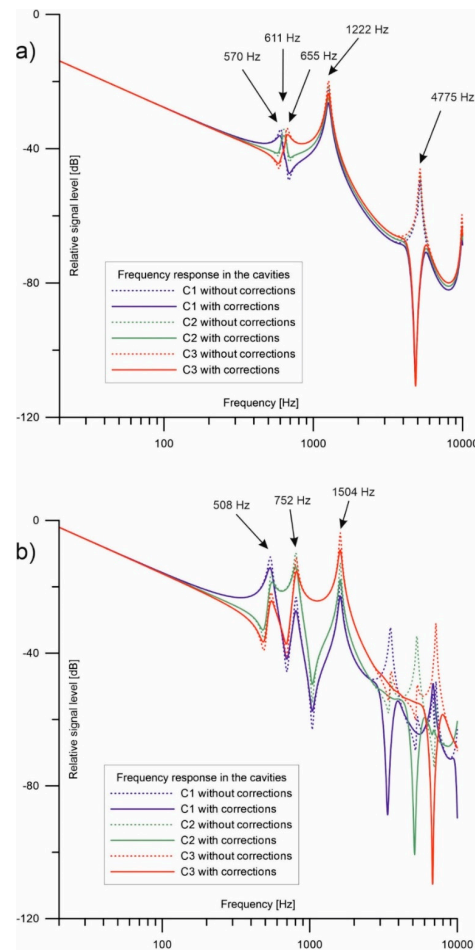 a)
0
-40
-80
-120
Relative signal level [dB]
611 Hz
1222 Hz
570 Hz
655 Hz
4775 Hz
Frequency response in the cavities
C1 without corrections
C1 with corrections
C2 without corrections
C2 with corrections
C3 without corrections
C3 with corrections
Frequency [Hz]
100
1000
10000
b)
0
-40
-80
-120
Relative signal level [dB]
508 Hz
752 Hz
1504 Hz
Frequency response in the cavities
C1 without corrections
C1 with corrections
C2 without corrections
C2 with corrections
C3 without corrections
C3 with corrections
Frequency [Hz]
100
1000
10000